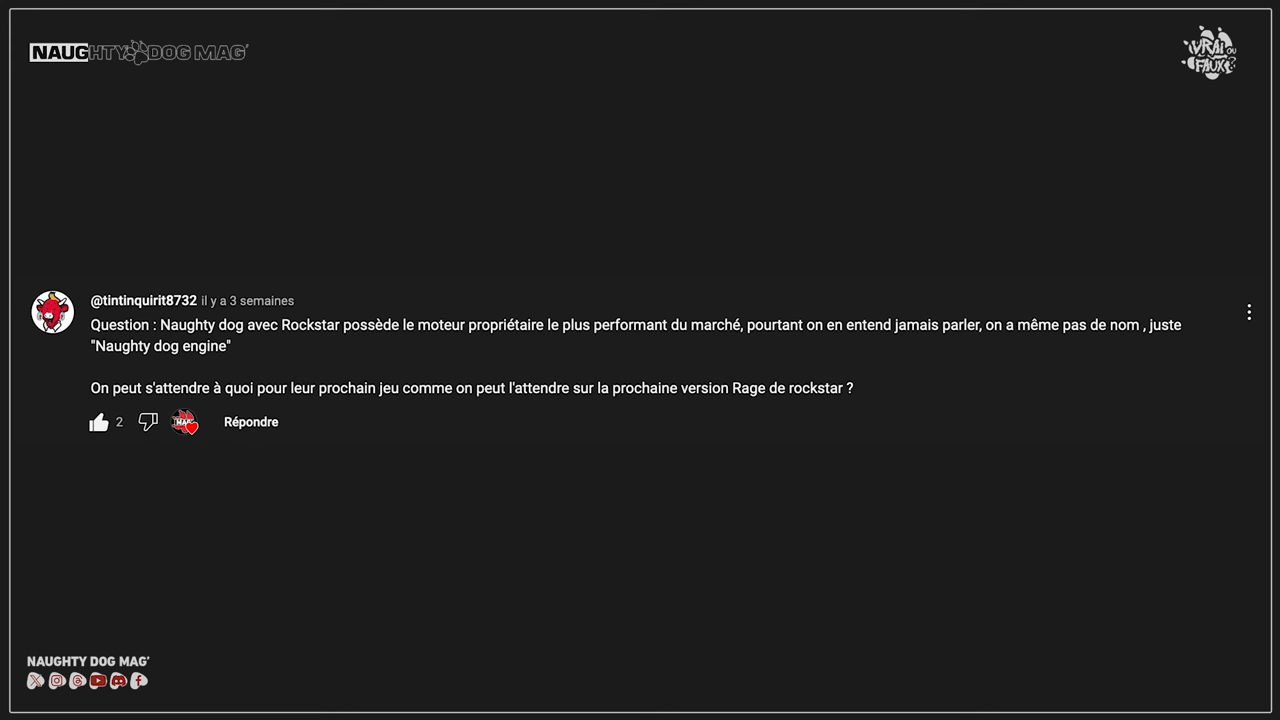 NAUGHTY DOG MAG'
VRAI OU
FAUX?
@tintinquirit8732 il y a 3 semaines
Question : Naughty dog avec Rockstar possède le moteur propriétaire le plus performant du marché, pourtant on en entend jamais parler, on a même pas de nom , juste
"Naughty dog engine"
On peut s'attendre à quoi pour leur prochain jeu comme on peut l'attendre sur la prochaine version Rage de rockstar ?
2
Répondre
NAUGHTY DOG MAG'